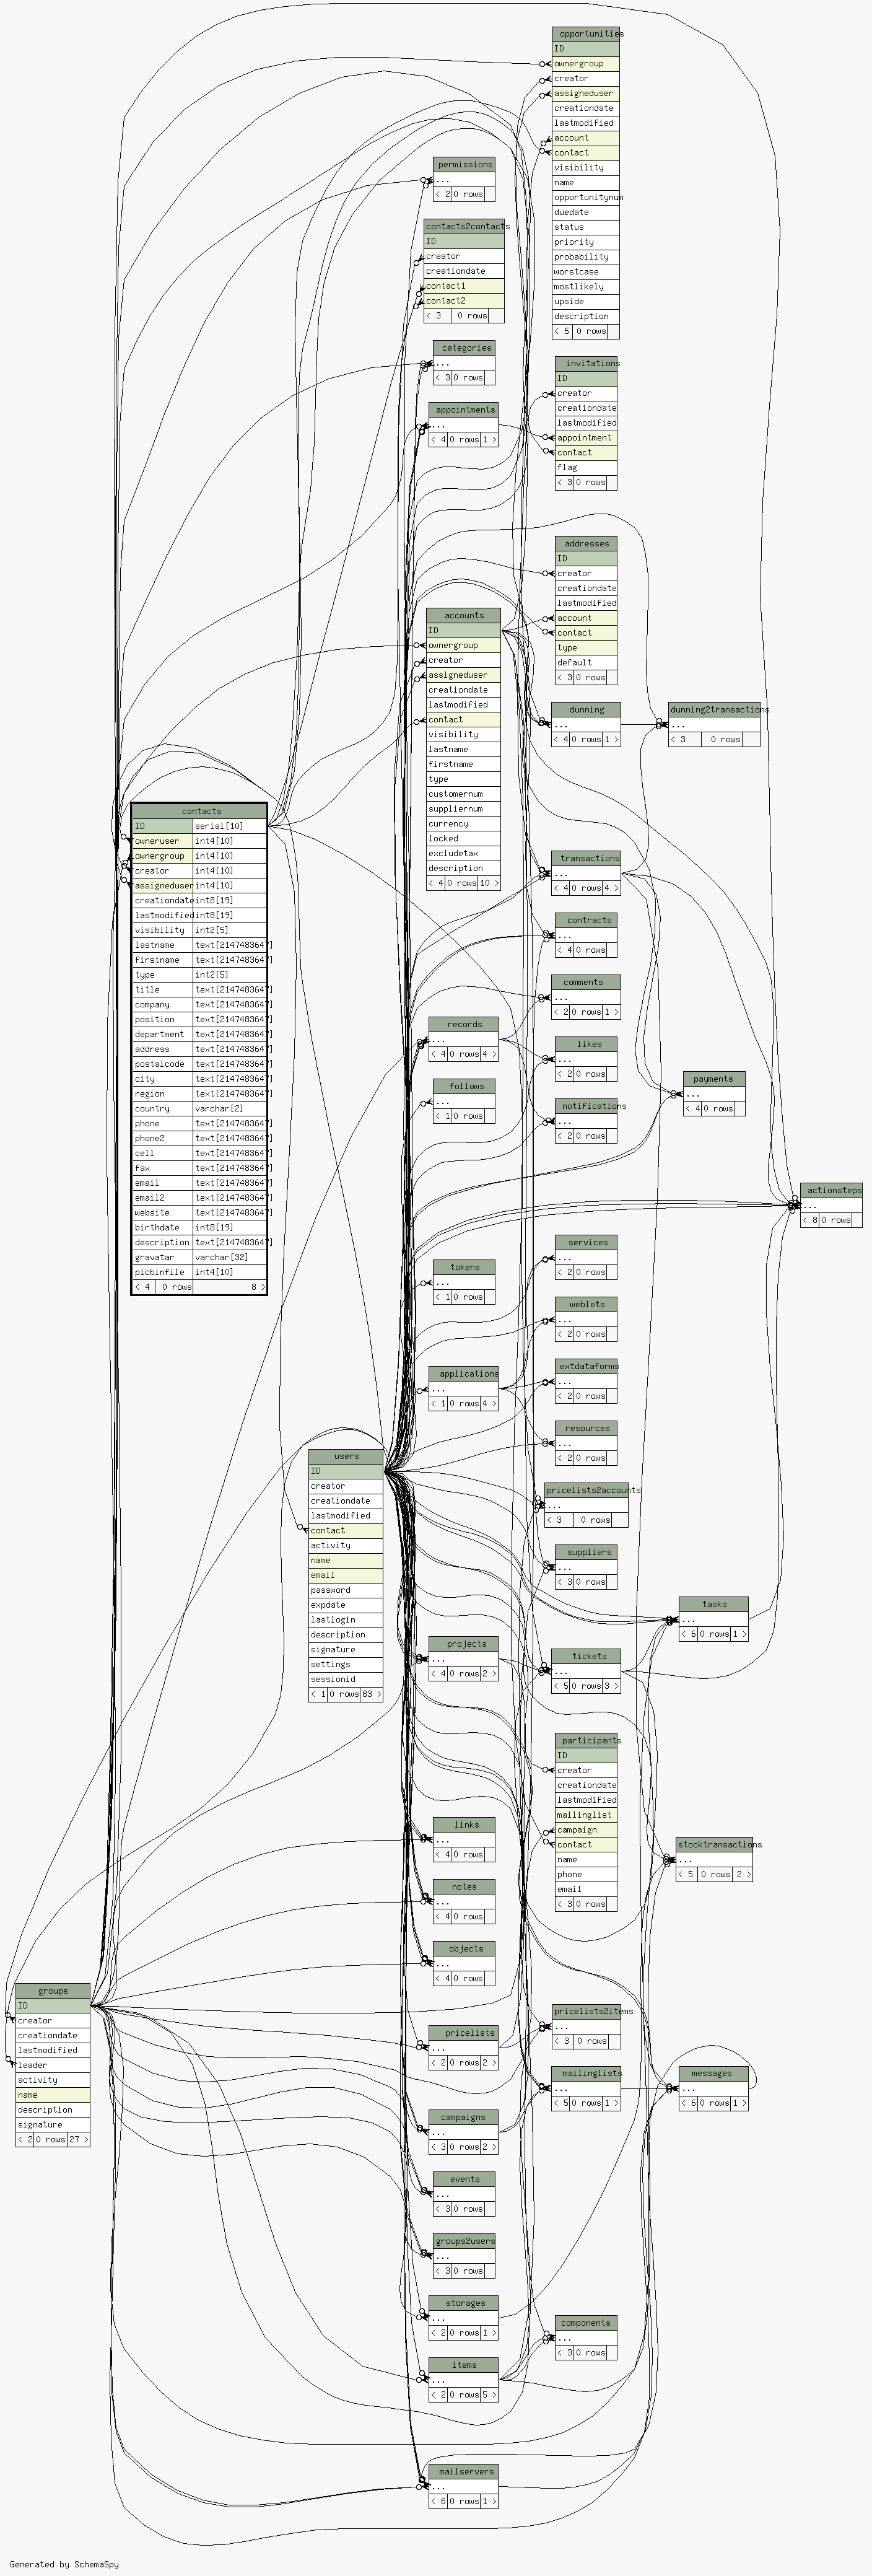 opportunities
ID
ownergroup
creator
assigneduser
creationdate
lastmodified
account
contact
visibility
name
opportunitynum
duedate
status
priority
probability
worstcase
mostlikely
upside
description
< 5 0 rows
permissions
...
< 2 0 rows
contacts2contacts
ID
creator
creationdate
contact1
contact2
< 3 0 rows
categories
...
< 3 0 rows
appointments
...
< 4 0 rows 1 >
invitations
ID
creator
creationdate
lastmodified
appointment
contact
flag
< 3 0 rows
addresses
ID
creator
creationdate
lastmodified
account
contact
type
default
< 3 0 rows
accounts
ID
ownergroup
creator
assigneduser
creationdate
lastmodified
contact
visibility
lastname
firstname
type
customernum
suppliernum
currency
locked
excludetax
description
< 4 0 rows 10 >
dunning
...
< 4 0 rows 1 >
dunning2transactions
...
< 3 0 rows
contacts
ID serial[10]
owneruser int4[10]
ownergroup int4[10]
creator int4[10]
assigneduser int4[10]
creationdate int8[19]
lastmodified int8[19]
visibility int2[5]
lastname text[2147483647]
firstname text[2147483647]
type int2[5]
title text[2147483647]
company text[2147483647]
position text[2147483647]
department text[2147483647]
address text[2147483647]
postalcode text[2147483647]
city text[2147483647]
region text[2147483647]
country varchar[2]
phone text[2147483647]
phone2 text[2147483647]
cell text[2147483647]
fax text[2147483647]
email text[2147483647]
email2 text[2147483647]
website text[2147483647]
birthdate int8[19]
description text[2147483647]
gravatar varchar[32]
picbinfile int4[10]
< 4 0 rows 8 >
transactions
...
< 4 0 rows 4 >
contracts
...
< 4 0 rows
comments
...
< 2 0 rows 1 >
records
...
< 4 0 rows 4 >
likes
...
< 2 0 rows
follows
...
< 1 0 rows
payments
...
< 4 0 rows
notifications
...
< 2 0 rows
actionsteps
...
< 8 0 rows
services
...
< 2 0 rows
tokens
...
< 1 0 rows
weblets
...
< 2 0 rows
applications
...
< 1 0 rows 4 >
extdataforms
...
< 2 0 rows
resources
...
< 2 0 rows
users
ID
creator
creationdate
lastmodified
contact
activity
name
email
password
expdate
lastlogin
description
signature
settings
sessionid
< 1 0 rows 83 >
pricelists2accounts
...
< 3 0 rows
suppliers
...
< 3 0 rows
tasks
...
< 6 0 rows 1 >
projects
...
< 4 0 rows 2 >
tickets
...
< 5 0 rows 3 >
participants
ID
creator
creationdate
lastmodified
mailinglist
campaign
contact
name
phone
email
< 3 0 rows
links
...
< 4 0 rows
stocktransactions
...
< 5 0 rows 2 >
notes
...
< 4 0 rows
objects
...
< 4 0 rows
groups
ID
creator
creationdate
lastmodified
leader
activity
name
description
signature
< 2 0 rows 27 >
pricelists
...
< 2 0 rows 2 >
pricelists2items
...
< 3 0 rows
mailinglists
...
< 5 0 rows 1 >
messages
...
< 6 0 rows 1 >
campaigns
...
< 3 0 rows 2 >
events
...
< 3 0 rows
groups2users
...
< 3 0 rows
storages
...
< 2 0 rows 1 >
components
...
< 3 0 rows
items
...
< 2 0 rows 5 >
mailservers
...
< 6 0 rows 1 >
Generated by SchemaSpy